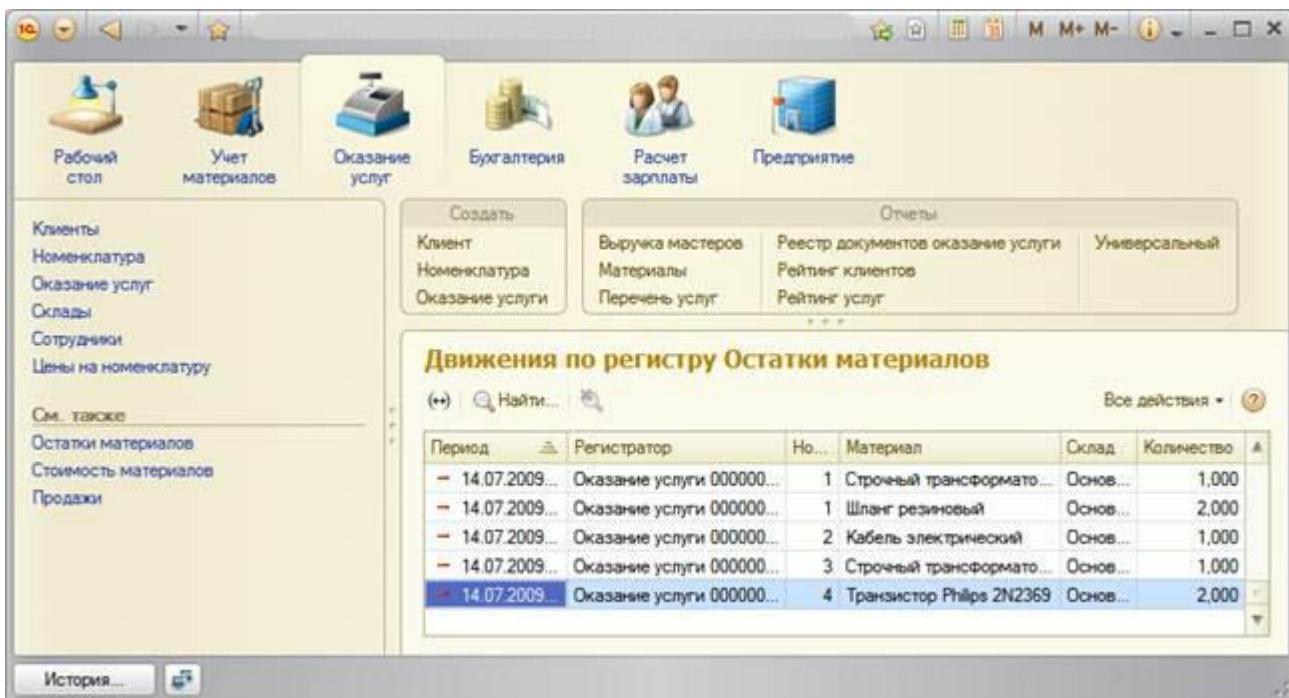 1С
31
M M+ M-
Рабочий стол
Учет материалов
Оказание услуг
Бухгалтерия
Расчет зарплаты
Предприятие
Клиенты
Номенклатура
Оказание услуг
Склады
Сотрудники
Цены на номенклатуру
См. также
Остатки материалов
Стоимость материалов
Продажи
Создать
Клиент
Номенклатура
Оказание услуги
Отчеты
Выручка мастеров Реестр документов оказание услуги Универсальный
Материалы Рейтинг клиентов
Перечень услуг Рейтинг услуг
Движения по регистру Остатки материалов
Найти... Все действия
Период Регистратор Но... Материал Склад Количество
14.07.2009... Оказание услуги 000000... 1 Строчный трансформато... Основ... 1,000
14.07.2009... Оказание услуги 000000... 1 Шланг резиновый Основ... 2,000
14.07.2009... Оказание услуги 000000... 2 Кабель электрический Основ... 1,000
14.07.2009... Оказание услуги 000000... 3 Строчный трансформато... Основ... 1,000
14.07.2009... Оказание услуги 000000... 4 Транзистор Philips 2N2369 Основ... 2,000
История...